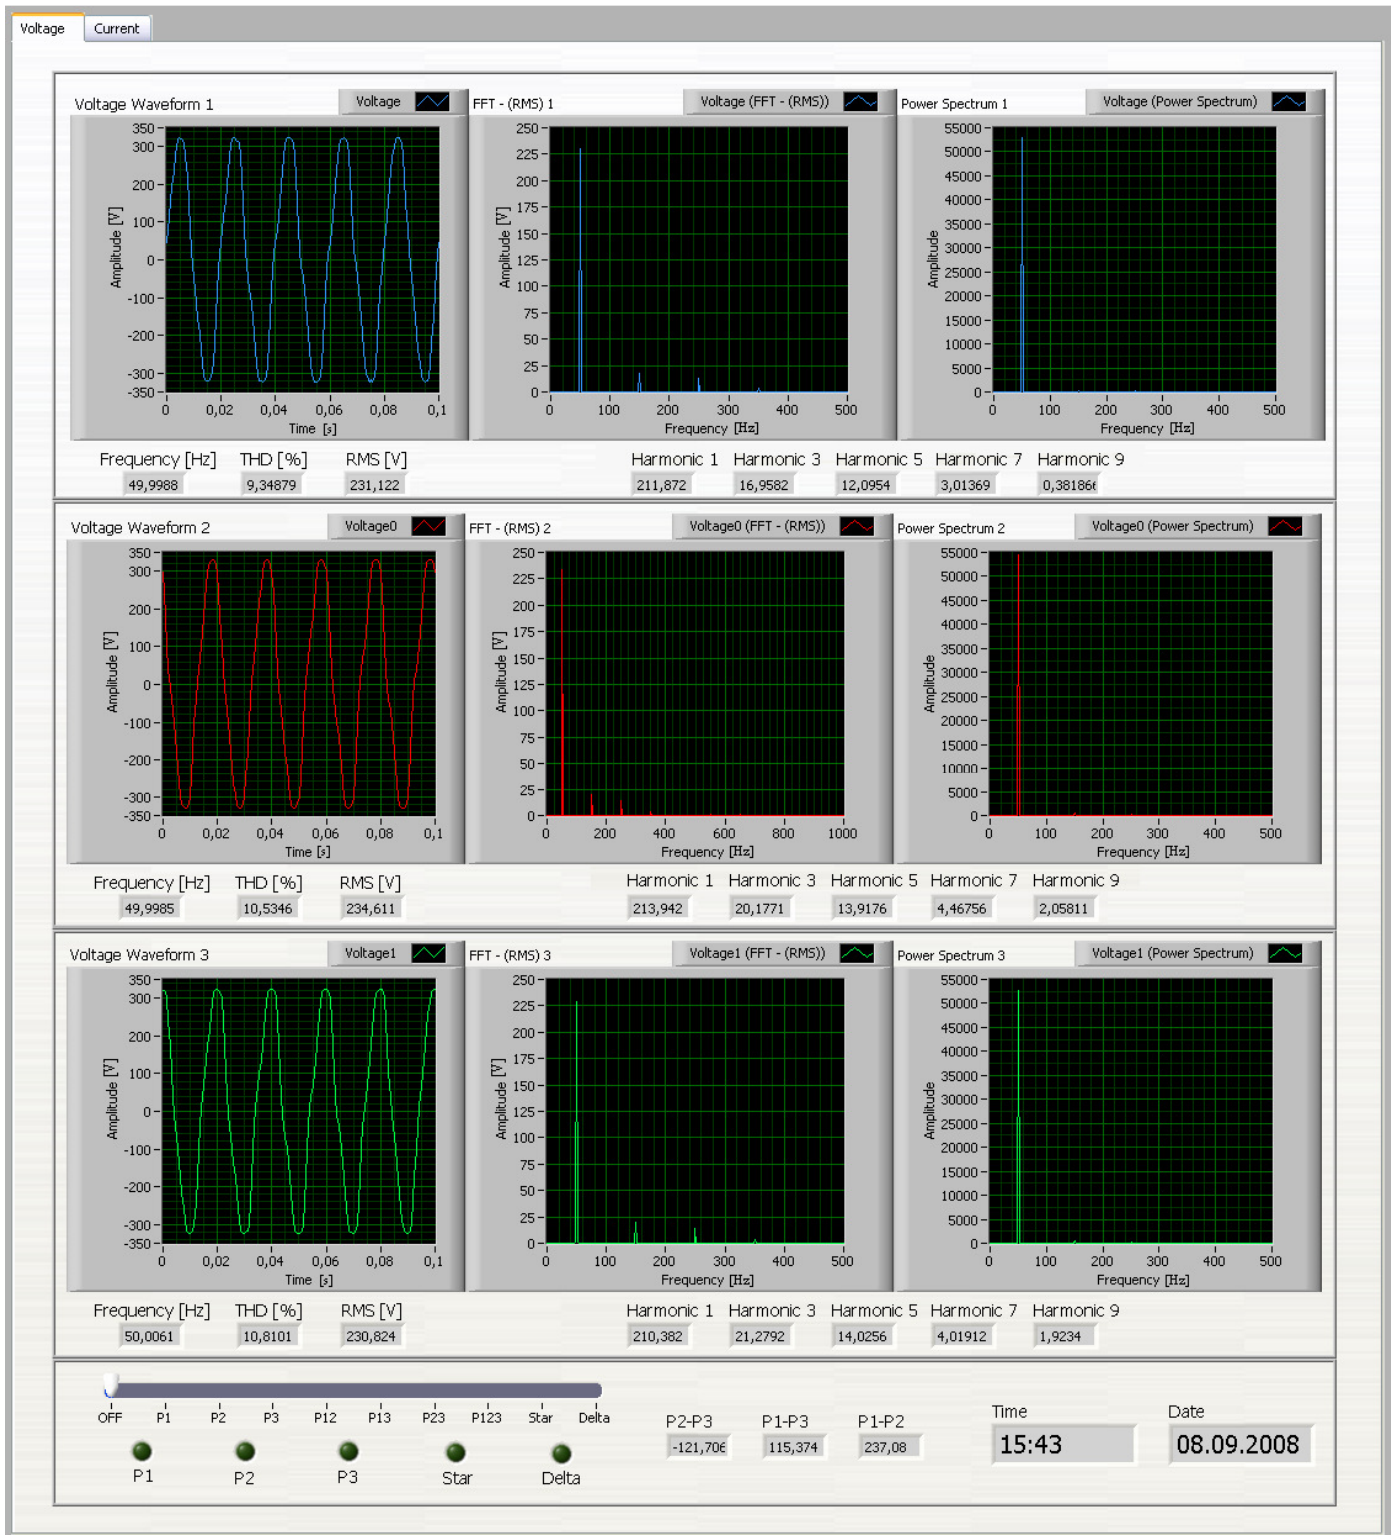 Voltage Current
Voltage Waveform 1 Voltage FFT - (RMS) 1 Voltage (FFT - (RMS)) Power Spectrum 1 Voltage (Power Spectrum)
Amplitude [V]
350
300
200
100
0
-100
-200
-300
-350
0 0,02 0,04 0,06 0,08 0,1
Time [s]
Amplitude [V]
250
225
200
175
150
125
100
75
50
25
0
0 100 200 300 400 500
Frequency [Hz]
Amplitude
55000
50000
45000
40000
35000
30000
25000
20000
15000
10000
5000
0
0 100 200 300 400 500
Frequency [Hz]
Frequency [Hz] THD [%] RMS [V] Harmonic 1 Harmonic 3 Harmonic 5 Harmonic 7 Harmonic 9
49,9988 9,34879 231,122 211,872 16,9582 12,0954 3,01369 0,381866
Voltage Waveform 2 Voltage0 FFT - (RMS) 2 Voltage0 (FFT - (RMS)) Power Spectrum 2 Voltage0 (Power Spectrum)
Amplitude [V]
350
300
200
100
0
-100
-200
-300
-350
0 0,02 0,04 0,06 0,08 0,1
Time [s]
Amplitude [V]
250
225
200
175
150
125
100
75
50
25
0
0 200 400 600 800 1000
Frequency [Hz]
Amplitude
55000
50000
45000
40000
35000
30000
25000
20000
15000
10000
5000
0
0 100 200 300 400 500
Frequency [Hz]
Frequency [Hz] THD [%] RMS [V] Harmonic 1 Harmonic 3 Harmonic 5 Harmonic 7 Harmonic 9
49,9985 10,5346 234,611 213,942 20,1771 13,9176 4,46756 2,05811
Voltage Waveform 3 Voltage1 FFT - (RMS) 3 Voltage1 (FFT - (RMS)) Power Spectrum 3 Voltage1 (Power Spectrum)
Amplitude [V]
350
300
200
100
0
-100
-200
-300
-350
0 0,02 0,04 0,06 0,08 0,1
Time [s]
Amplitude [V]
250
225
200
175
150
125
100
75
50
25
0
0 100 200 300 400 500
Frequency [Hz]
Amplitude
55000
50000
45000
40000
35000
30000
25000
20000
15000
10000
5000
0
0 100 200 300 400 500
Frequency [Hz]
Frequency [Hz] THD [%] RMS [V] Harmonic 1 Harmonic 3 Harmonic 5 Harmonic 7 Harmonic 9
50,0061 10,8101 230,824 210,382 21,2792 14,0256 4,01912 1,9234
OFF P1 P2 P3 P12 P13 P23 P123 Star Delta
P1 P2 P3 Star Delta
P2-P3 P1-P3 P1-P2 Time Date
-121,706 115,374 237,08 15:43 08.09.2008